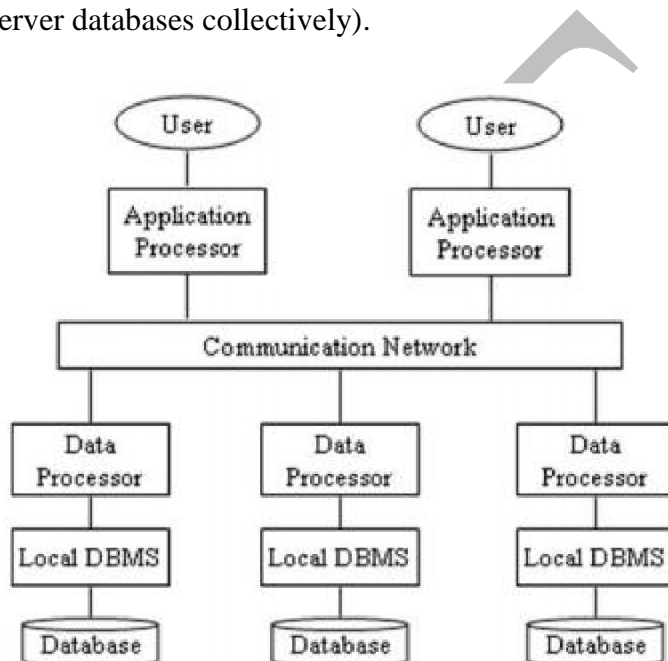 erver databases collectively).
User User
Application Application
Processor Processor
Communication Network
Data Data Data
Processor Processor Processor
Local DBMS Local DBMS Local DBMS
Database Database Database